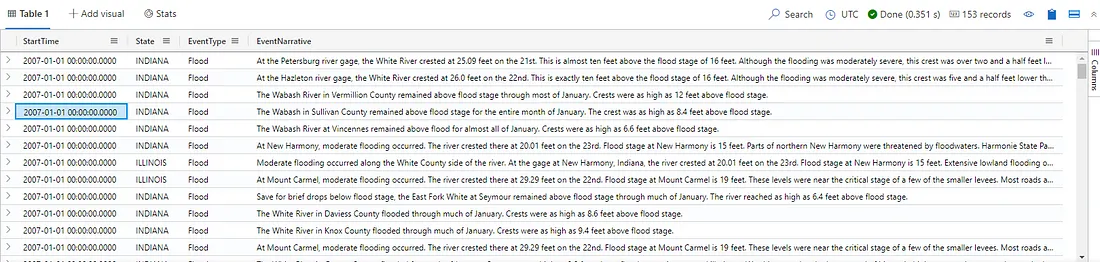 Table 1 + Add visual Stats Search UTC Done (0.351 s) 153 records
StartTime State EventType EventNarrative
2007-01-01 00:00:00.0000 INDIANA Flood At the Petersburg river gage, the White River crested at 25.09 feet on the 21st. This is almost ten feet above the flood stage of 16 feet. Although the flooding was moderately severe, this crest was over two and a half feet l...
2007-01-01 00:00:00.0000 INDIANA Flood At the Hazleton river gage, the White River crested at 26.0 feet on the 22nd. This is exactly ten feet above the flood stage of 16 feet. Although the flooding was moderately severe, this crest was five and a half feet lower th...
2007-01-01 00:00:00.0000 INDIANA Flood The Wabash River in Vermillion County remained above flood stage through most of January. Crests were as high as 12 feet above flood stage.
2007-01-01 00:00:00.0000 INDIANA Flood The Wabash in Sullivan County remained above flood stage for the entire month of January. The crest was as high as 8.4 feet above flood stage.
2007-01-01 00:00:00.0000 INDIANA Flood The Wabash River at Vincennes remained above flood for almost all of January. Crests were as high as 6.6 feet above flood stage.
2007-01-01 00:00:00.0000 INDIANA Flood At New Harmony, moderate flooding occurred. The river crested there at 20.01 feet on the 23rd. Flood stage at New Harmony is 15 feet. Parts of northern New Harmony were threatened by floodwaters. Harmonie State Pa...
2007-01-01 00:00:00.0000 ILLINOIS Flood Moderate flooding occurred along the White County side of the river. At the gage at New Harmony, Indiana, the river crested at 20.01 feet on the 23rd. Flood stage at New Harmony is 15 feet. Extensive lowland flooding o...
2007-01-01 00:00:00.0000 ILLINOIS Flood At Mount Carmel, moderate flooding occurred. The river crested there at 29.29 feet on the 22nd. Flood stage at Mount Carmel is 19 feet. These levels were near the critical stage of a few of the smaller levees. Most roads a...
2007-01-01 00:00:00.0000 INDIANA Flood Save for brief drops below flood stage, the East Fork White at Seymour remained above flood stage through much of January. The river reached as high as 6.4 feet above flood stage.
2007-01-01 00:00:00.0000 INDIANA Flood The White River in Daviess County flooded through much of January. Crests were as high as 8.6 feet above flood stage.
2007-01-01 00:00:00.0000 INDIANA Flood The White River in Knox County flooded through much of January. Crests were as high as 9.4 feet above flood stage.
2007-01-01 00:00:00.0000 INDIANA Flood At Mount Carmel, moderate flooding occurred. The river crested there at 29.29 feet on the 22nd. Flood stage at Mount Carmel is 19 feet. These levels were near the critical stage of a few of the smaller levees. Most roads a...
Columns